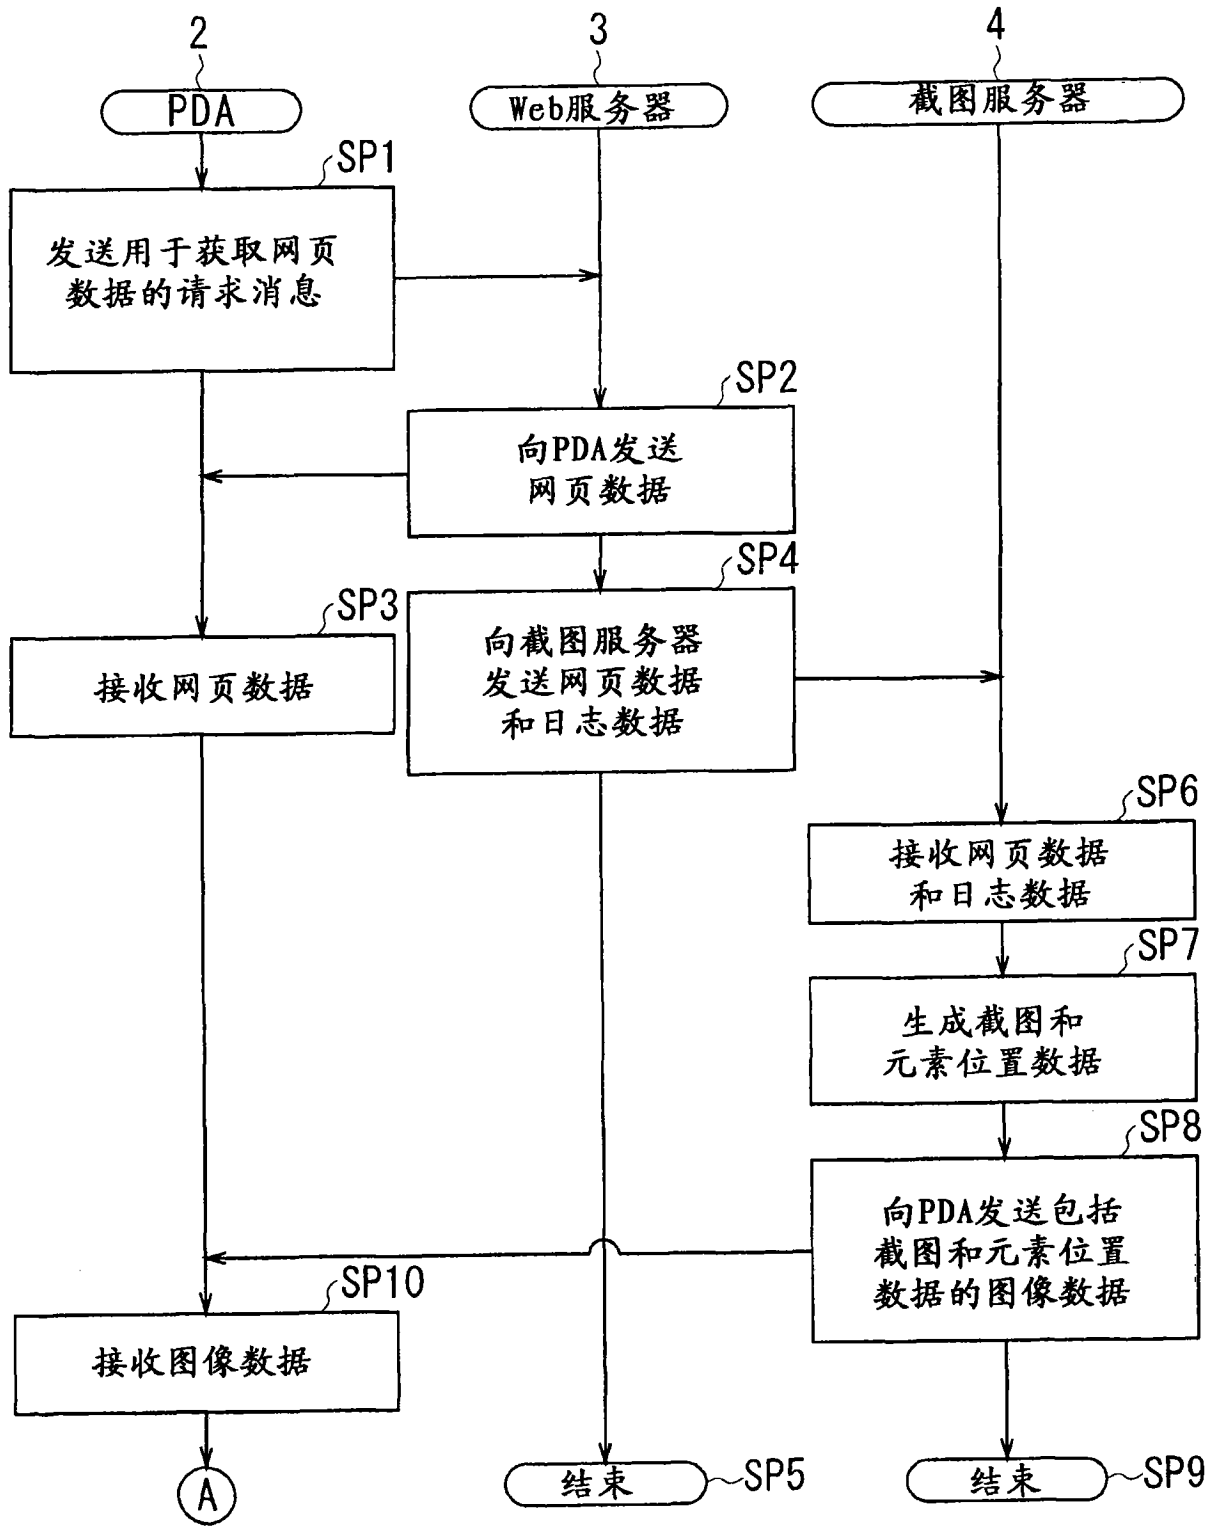 2
3
4
PDA
Web服务器
截图服务器
SP1
发送用于获取网页
数据的请求消息
SP2
向PDA发送
网页数据
SP4
向截图服务器
发送网页数据
和日志数据
SP3
接收网页数据
SP6
接收网页数据
和日志数据
SP7
生成截图和
元素位置数据
SP8
向PDA发送包括
截图和元素位置
数据的图像数据
SP10
接收图像数据
A
结束
SP5
结束
SP9